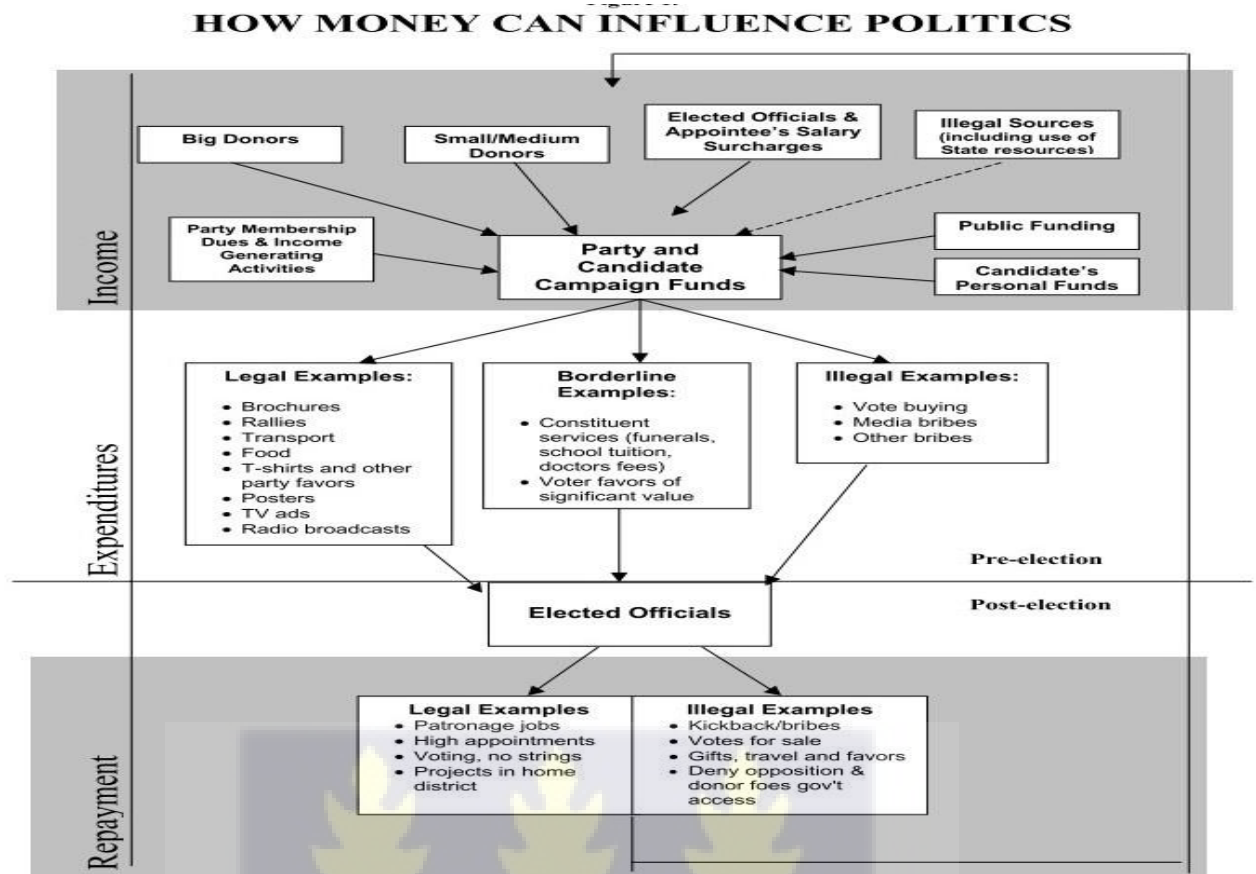 HOW MONEY CAN INFLUENCE POLITICS
Income
Big Donors
Small/Medium
Donors
Elected Officials &
Appointee's Salary
Surcharges
Illegal Sources
(including use of
State resources)
Party Membership
Dues & Income
Generating
Activities
Party and
Candidate
Campaign Funds
Public Funding
Candidate's
Personal Funds
Expenditures
Legal Examples:
• Brochures
• Rallies
• Transport
• Food
• T-shirts and other
party favors
• Posters
• TV ads
• Radio broadcasts
Borderline
Examples:
• Constituent
services (funerals,
school tuition,
doctors fees)
• Voter favors of
significant value
Illegal Examples:
• Vote buying
• Media bribes
• Other bribes
Pre-election
Post-election
Elected Officials
Repayment
Legal Examples
• Patronage jobs
• High appointments
• Voting, no strings
• Projects in home
district
Illegal Examples
• Kickback/bribes
• Votes for sale
• Gifts, travel and favors
• Deny opposition &
donor foes gov't
access